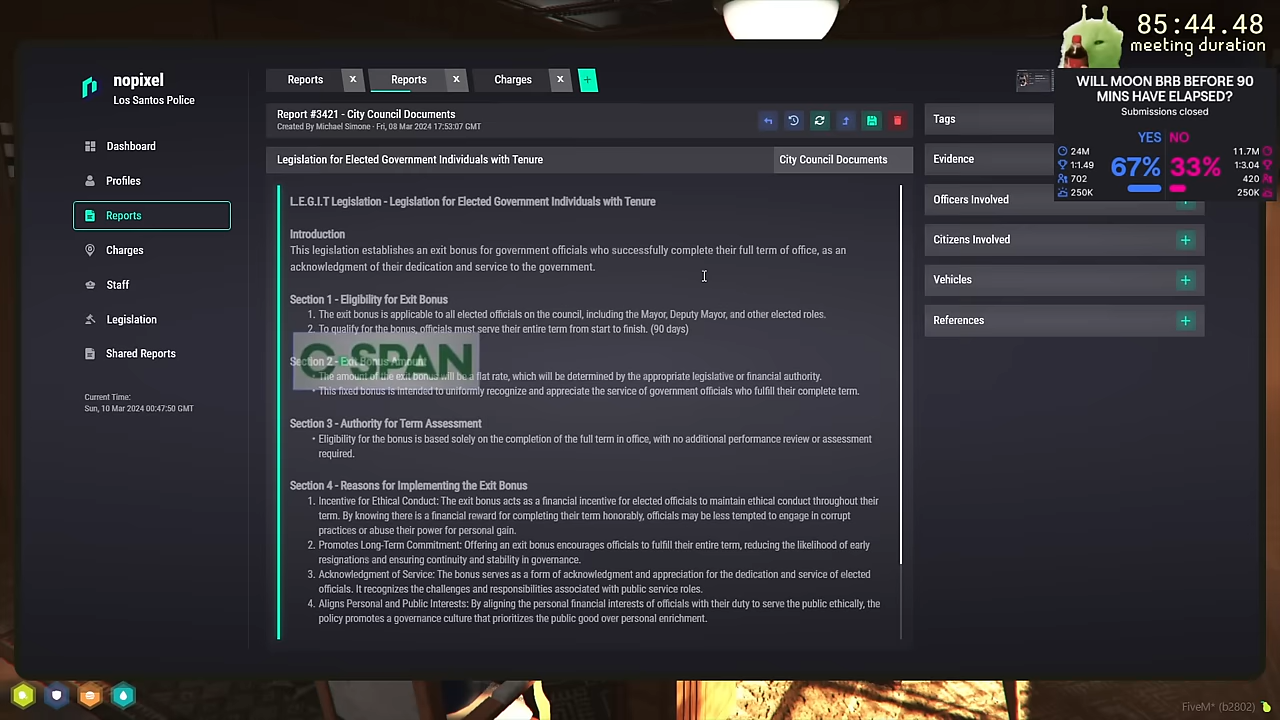 85:44.48
meeting duration
WILL MOON BRB BEFORE 90
MINS HAVE ELAPSED?
Submissions closed
YES NO
24M 11.7M
1:1.49 1:3.04
67% 33%
702 420
250K 250K
nopixel
Los Santos Police
Dashboard
Profiles
Reports
Charges
Staff
Legislation
Shared Reports
Current Time:
Sun, 10 Mar 2024 00:47:50 GMT
Reports x Reports x Charges x +
Report #3421 - City Council Documents
Created By Michael Simone · Fri, 08 Mar 2024 17:53:07 GMT
Legislation for Elected Government Individuals with Tenure
City Council Documents
L.E.G.I.T Legislation - Legislation for Elected Government Individuals with Tenure
Introduction
This legislation establishes an exit bonus for government officials who successfully complete their full term of office, as an
acknowledgment of their dedication and service to the government.
Section 1 - Eligibility for Exit Bonus
1. The exit bonus is applicable to all elected officials on the council, including the Mayor, Deputy Mayor, and other elected roles.
2. To qualify for the bonus, officials must serve their entire term from start to finish. (90 days)
C-SPAN
Section 2 - Exit Bonus Amount
• The amount of the exit bonus will be a flat rate, which will be determined by the appropriate legislative or financial authority.
• This fixed bonus is intended to uniformly recognize and appreciate the service of government officials who fulfill their complete term.
Section 3 - Authority for Term Assessment
• Eligibility for the bonus is based solely on the completion of the full term in office, with no additional performance review or assessment
required.
Section 4 - Reasons for Implementing the Exit Bonus
1. Incentive for Ethical Conduct: The exit bonus acts as a financial incentive for elected officials to maintain ethical conduct throughout their
term. By knowing there is a financial reward for completing their term honorably, officials may be less tempted to engage in corrupt
practices or abuse their power for personal gain.
2. Promotes Long-Term Commitment: Offering an exit bonus encourages officials to fulfill their entire term, reducing the likelihood of early
resignations and ensuring continuity and stability in governance.
3. Acknowledgment of Service: The bonus serves as a form of acknowledgment and appreciation for the dedication and service of elected
officials. It recognizes the challenges and responsibilities associated with public service roles.
4. Aligns Personal and Public Interests: By aligning the personal financial interests of officials with their duty to serve the public ethically, the
policy promotes a governance culture that prioritizes the public good over personal enrichment.
Tags
Evidence
Officers Involved +
Citizens Involved +
Vehicles +
References +
FiveM* (b2802)